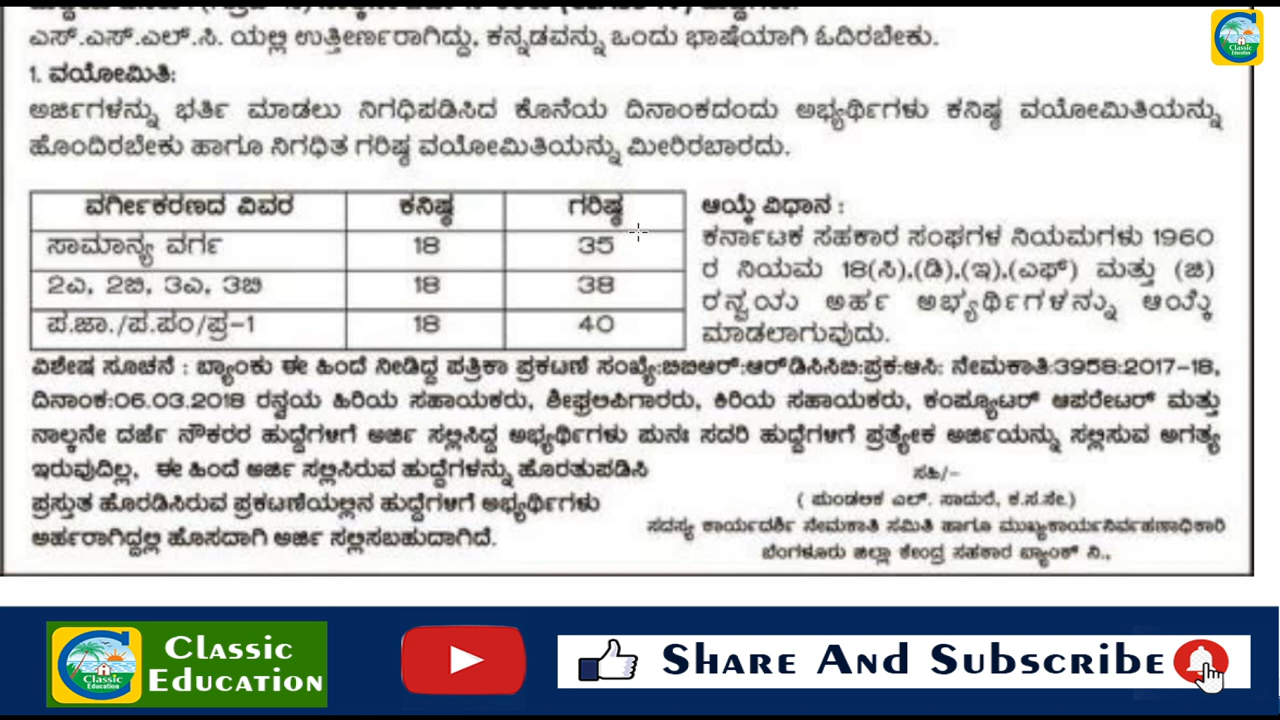 ಎಸ್.ಎಸ್.ಎಲ್.ಸಿ. ಯಲ್ಲಿ ಉತ್ತೀರ್ಣರಾಗಿದ್ದು, ಕನ್ನಡವನ್ನು ಒಂದು ಭಾಷೆಯಾಗಿ ಓದಿರಬೇಕು.
1. ವಯೋಮಿತಿ:
ಅರ್ಜಿಗಳನ್ನು ಭರ್ತಿ ಮಾಡಲು ನಿಗಧಿಪಡಿಸಿದ ಕೊನೆಯ ದಿನಾಂಕದಂದು ಅಭ್ಯರ್ಥಿಗಳು ಕನಿಷ್ಠ ವಯೋಮಿತಿಯನ್ನು
ಹೊಂದಿರಬೇಕು ಹಾಗೂ ನಿಗಧಿತ ಗರಿಷ್ಠ ವಯೋಮಿತಿಯನ್ನು ಮೀರಿರಬಾರದು.
ವರ್ಗೀಕರಣದ ವಿವರ ಕನಿಷ್ಠ ಗರಿಷ್ಠ
ಸಾಮಾನ್ಯ ವರ್ಗ 18 35
2ಎ, 2ಬಿ, 3ಎ, 3ಬಿ 18 38
ಪ.ಜಾ./ಪ.ಪಂ/ಪ್ರ-1 18 40
ಆಯ್ಕೆ ವಿಧಾನ :
ಕರ್ನಾಟಕ ಸಹಕಾರ ಸಂಘಗಳ ನಿಯಮಗಳು 1960
ರ ನಿಯಮ 18(ಸಿ),(ಡಿ),(ಇ),(ಎಫ್) ಮತ್ತು (ಜಿ)
ರನ್ವಯ ಅರ್ಹ ಅಭ್ಯರ್ಥಿಗಳನ್ನು ಆಯ್ಕೆ
ಮಾಡಲಾಗುವುದು.
ವಿಶೇಷ ಸೂಚನೆ : ಬ್ಯಾಂಕು ಈ ಹಿಂದೆ ನೀಡಿದ್ದ ಪತ್ರಿಕಾ ಪ್ರಕಟಣೆ ಸಂಖ್ಯೆ:ಬಿಬಿಆರ್:ಆರ್‌ಡಿಸಿಸಿಬಿ:ಪ್ರಕ:ಆಸಿ: ನೇಮಕಾತಿ:3958:2017-18,
ದಿನಾಂಕ:06.03.2018 ರನ್ವಯ ಹಿರಿಯ ಸಹಾಯಕರು, ಶೀಘ್ರಲಿಪಿಗಾರರು, ಕಿರಿಯ ಸಹಾಯಕರು, ಕಂಪ್ಯೂಟರ್ ಆಪರೇಟರ್ ಮತ್ತು
ನಾಲ್ಕನೇ ದರ್ಜೆ ನೌಕರರ ಹುದ್ದೆಗಳಿಗೆ ಅರ್ಜಿ ಸಲ್ಲಿಸಿದ್ದ ಅಭ್ಯರ್ಥಿಗಳು ಪುನಃ ಸದರಿ ಹುದ್ದೆಗಳಿಗೆ ಪ್ರತ್ಯೇಕ ಅರ್ಜಿಯನ್ನು ಸಲ್ಲಿಸುವ ಅಗತ್ಯ
ಇರುವುದಿಲ್ಲ, ಈ ಹಿಂದೆ ಅರ್ಜಿ ಸಲ್ಲಿಸಿರುವ ಹುದ್ದೆಗಳನ್ನು ಹೊರತುಪಡಿಸಿ
ಪ್ರಸ್ತುತ ಹೊರಡಿಸಿರುವ ಪ್ರಕಟಣೆಯಲ್ಲಿನ ಹುದ್ದೆಗಳಿಗೆ ಅಭ್ಯರ್ಥಿಗಳು
ಅರ್ಹರಾಗಿದ್ದಲ್ಲಿ ಹೊಸದಾಗಿ ಅರ್ಜಿ ಸಲ್ಲಿಸಬಹುದಾಗಿದೆ.
ಸಹಿ/-
( ಪುಂಡಲಿಕ ಎಲ್. ಸಾದುರೆ, ಕ.ಸ.ಸೇ.)
ಸದಸ್ಯ ಕಾರ್ಯದರ್ಶಿ ನೇಮಕಾತಿ ಸಮಿತಿ ಹಾಗೂ ಮುಖ್ಯಕಾರ್ಯನಿರ್ವಹಣಾಧಿಕಾರಿ
ಬೆಂಗಳೂರು ಜಿಲ್ಲಾ ಕೇಂದ್ರ ಸಹಕಾರ ಬ್ಯಾಂಕ್ ನಿ.,
Classic
Education
Classic
Education
Classic
Education
Share And Subscribe